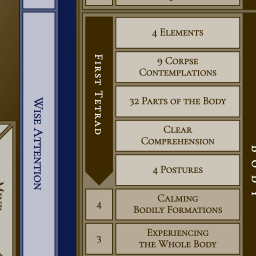 4 Elements
9 Corpse
Contemplations
32 Parts of the Body
Clear
Comprehension
4 Postures
4
Calming
Bodily Formations
3
Experiencing
the Whole Body
First Tetrad
Wise Attention
Body